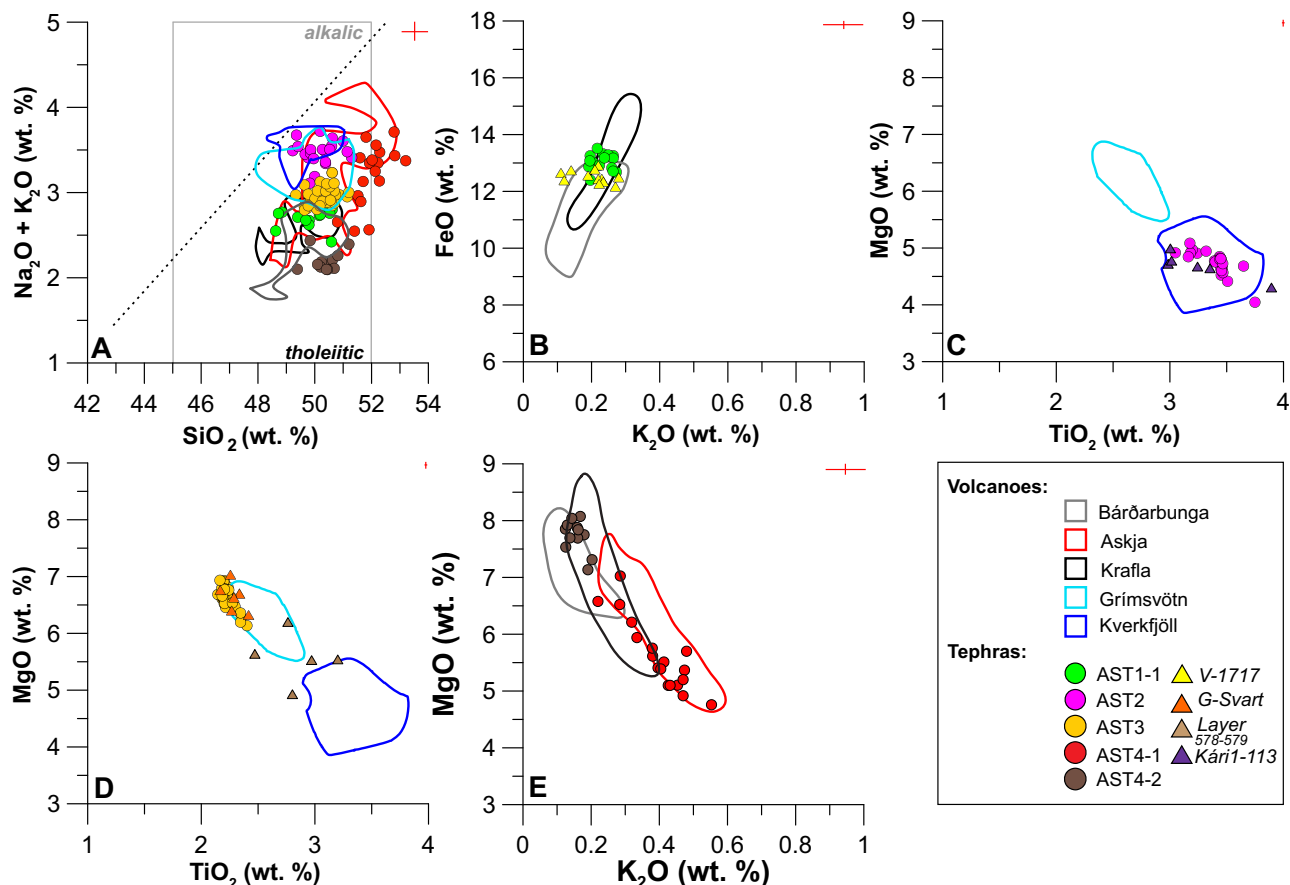 5
4
3
2
1
Na2O + K2O (wt. %)
alkalic
tholeiitic
A
42 44 46 48 50 52 54
SiO2 (wt. %)
18
16
14
12
10
8
6
FeO (wt. %)
B
0 0.2 0.4 0.6 0.8 1
K2O (wt. %)
9
8
7
6
5
4
3
MgO (wt. %)
C
1 2 3 4
TiO2 (wt. %)
9
8
7
6
5
4
3
MgO (wt. %)
D
1 2 3 4
TiO2 (wt. %)
9
8
7
6
5
4
3
MgO (wt. %)
E
0 0.2 0.4 0.6 0.8 1
K2O (wt. %)
Volcanoes:
Bárðarbunga
Askja
Krafla
Grímsvötn
Kverkfjöll
Tephras:
AST1-1
AST2
AST3
AST4-1
AST4-2
V-1717
G-Svart
Layer
578-579
Kári1-113